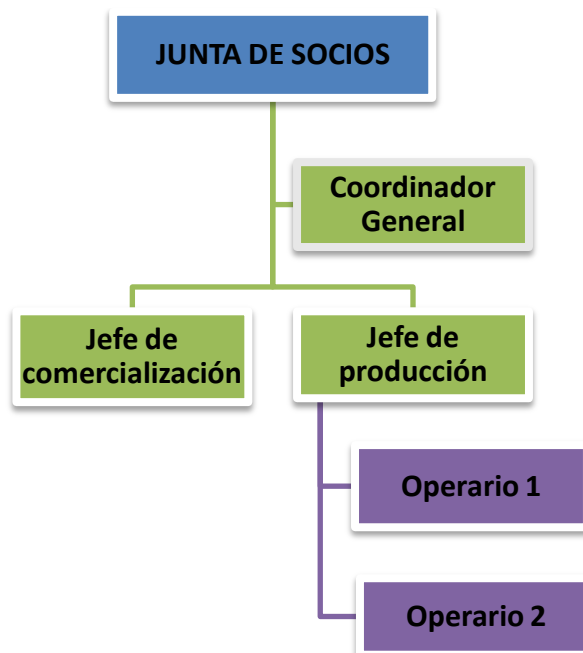 JUNTA DE SOCIOS
Coordinador
General
Jefe de
comercialización
Jefe de
producción
Operario 1
Operario 2